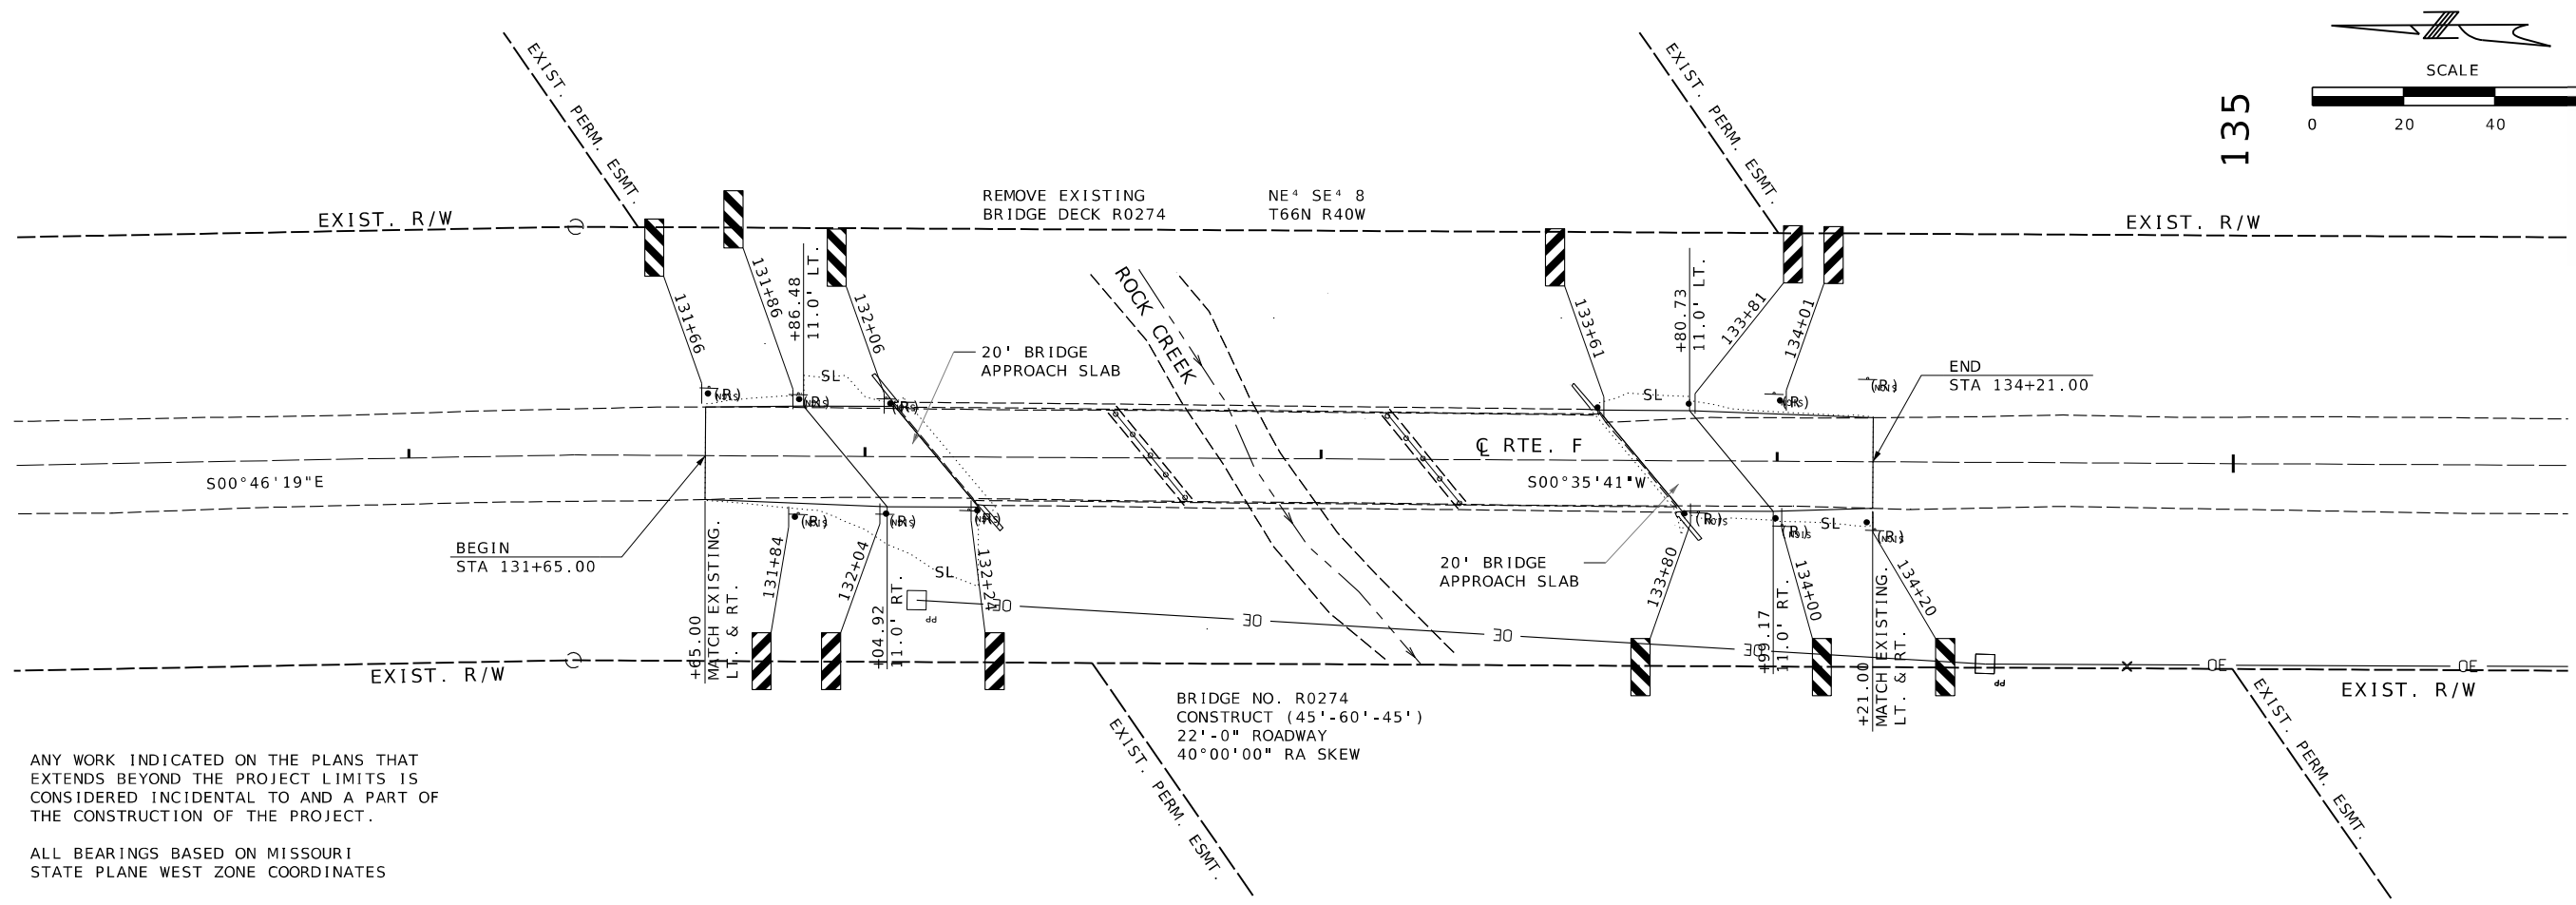 SCALE
0 20 40
135
EXIST. PERM. ESMT.
EXIST. PERM. ESMT.
EXIST. R/W
REMOVE EXISTING
BRIDGE DECK R0274
NE⁴ SE⁴ 8
T66N R40W
EXIST. R/W
131+66
131+86
+86.48
11.0' LT.
132+06
ROCK CREEK
133+61
+80.73
11.0' LT.
133+81
134+01
20' BRIDGE
APPROACH SLAB
END
STA 134+21.00
SL
SL
(R)
(R)
(R)
(R)
(R)
℄ RTE. F
S00°46'19"E
S00°35'41"W
(R)
(R)
(R)
(R)
(R)
(R)
SL
SL
BEGIN
STA 131+65.00
20' BRIDGE
APPROACH SLAB
+65.00
MATCH EXISTING.
LT. & RT.
131+84
132+04
+04.92
11.0' RT.
132+24
133+80
+99.17
11.0' RT.
134+00
+21.00
MATCH EXISTING.
LT. & RT.
134+20
PP
OE
OE
OE
OE
OE
OE
PP
EXIST. R/W
EXIST. R/W
BRIDGE NO. R0274
CONSTRUCT (45'-60'-45')
22'-0" ROADWAY
40°00'00" RA SKEW
EXIST. PERM. ESMT.
EXIST. PERM. ESMT.
ANY WORK INDICATED ON THE PLANS THAT
EXTENDS BEYOND THE PROJECT LIMITS IS
CONSIDERED INCIDENTAL TO AND A PART OF
THE CONSTRUCTION OF THE PROJECT.
ALL BEARINGS BASED ON MISSOURI
STATE PLANE WEST ZONE COORDINATES